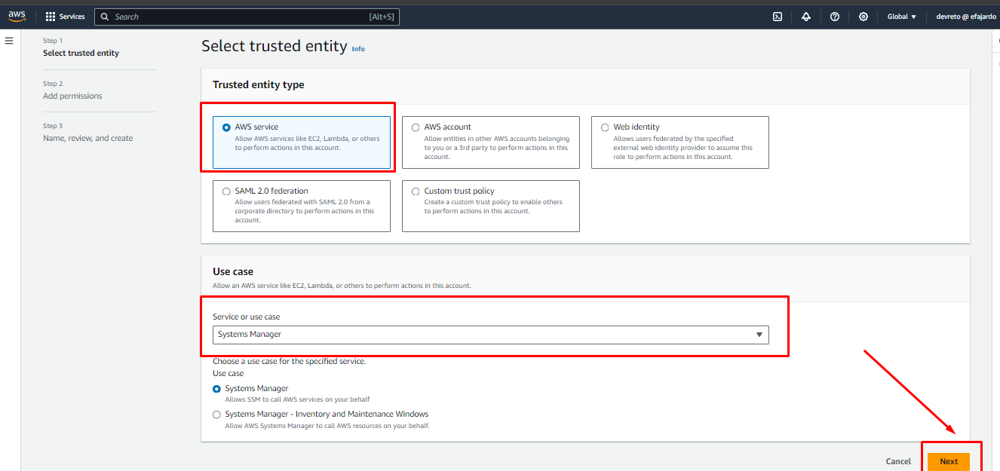 aws
Services
Search
[Alt+S]
Global ▼
devreto @ efajardo
Step 1
Select trusted entity
Step 2
Add permissions
Step 3
Name, review, and create
Select trusted entity Info
Trusted entity type
AWS service
Allow AWS services like EC2, Lambda, or others
to perform actions in this account.
AWS account
Allow entities in other AWS accounts belonging
to you or a 3rd party to perform actions in this
account.
Web identity
Allows users federated by the specified
external web identity provider to assume this
role to perform actions in this account.
SAML 2.0 federation
Allow users federated with SAML 2.0 from a
corporate directory to perform actions in this
account.
Custom trust policy
Create a custom trust policy to enable others
to perform actions in this account.
Use case
Allow an AWS service like EC2, Lambda, or others to perform actions in this account.
Service or use case
Systems Manager
Choose a use case for the specified service.
Use case
Systems Manager
Allows SSM to call AWS services on your behalf
Systems Manager - Inventory and Maintenance Windows
Allow AWS Systems Manager to call AWS resources on your behalf.
Cancel
Next